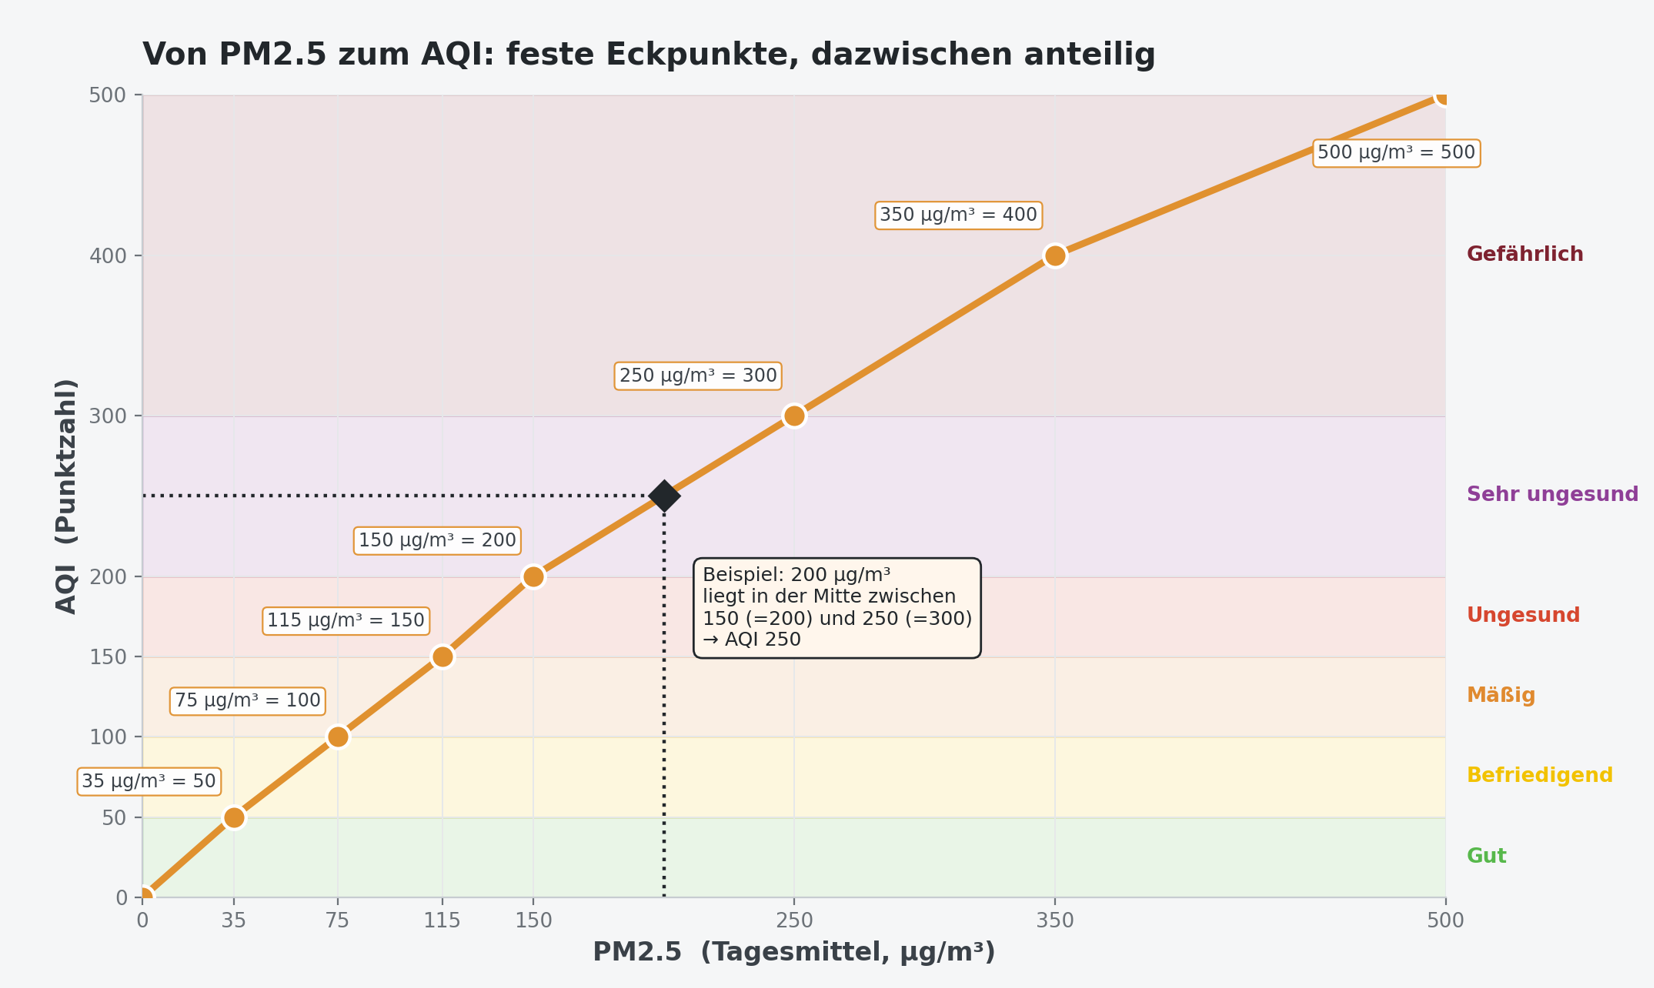 Von PM2.5 zum AQI: feste Eckpunkte, dazwischen anteilig
500
500 µg/m³ = 500
350 µg/m³ = 400
400
Gefährlich
250 µg/m³ = 300
300
Sehr ungesund
150 µg/m³ = 200
200
Beispiel: 200 µg/m³
liegt in der Mitte zwischen
150 (=200) und 250 (=300)
→ AQI 250
115 µg/m³ = 150
Ungesund
150
75 µg/m³ = 100
Mäßig
100
35 µg/m³ = 50
Befriedigend
50
Gut
0
AQI (Punktzahl)
0 35 75 115 150 250 350 500
PM2.5 (Tagesmittel, µg/m³)